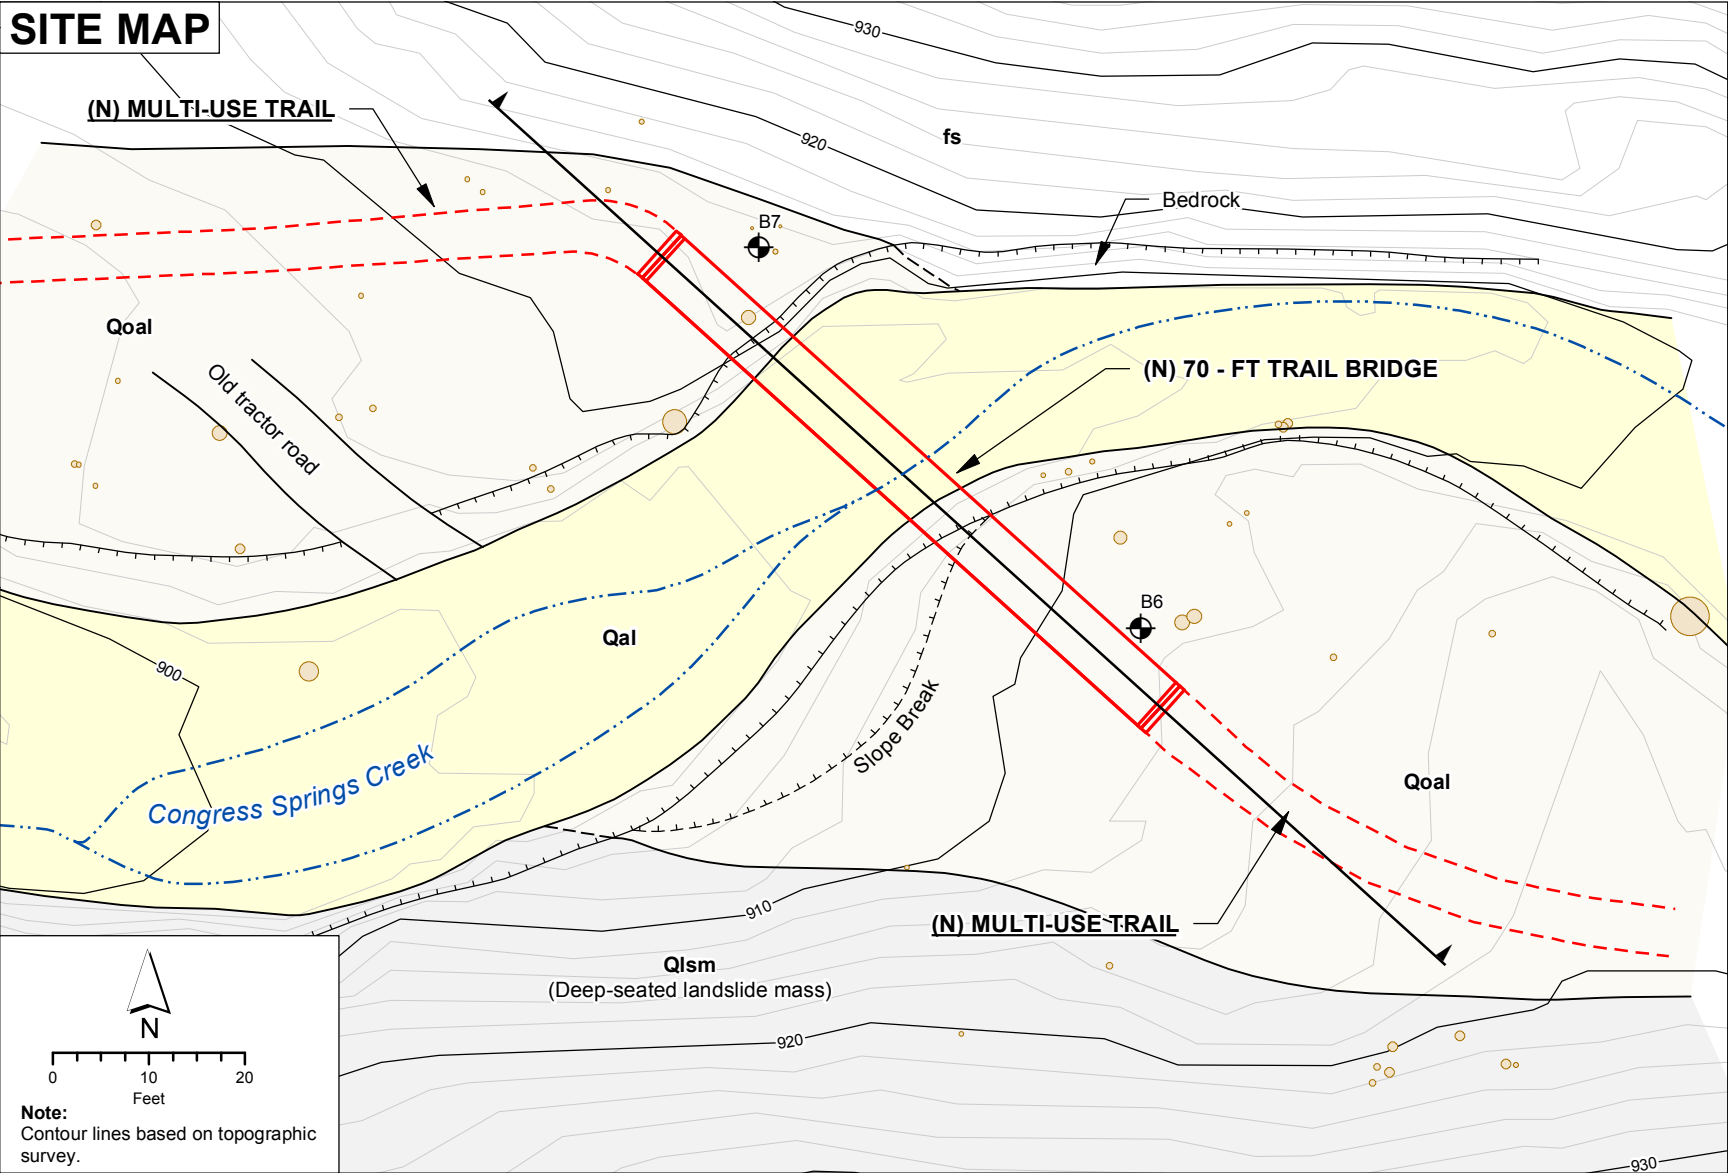 SITE MAP
930
(N) MULTI-USE TRAIL
920
fs
Bedrock
B7
Qoal
(N) 70 - FT TRAIL BRIDGE
Old tractor road
B6
Qal
900
Slope Break
Congress Springs Creek
Qoal
910
(N) MULTI-USE TRAIL
Qlsm
(Deep-seated landslide mass)
N
920
0 10 20
Feet
Note:
Contour lines based on topographic
survey.
930